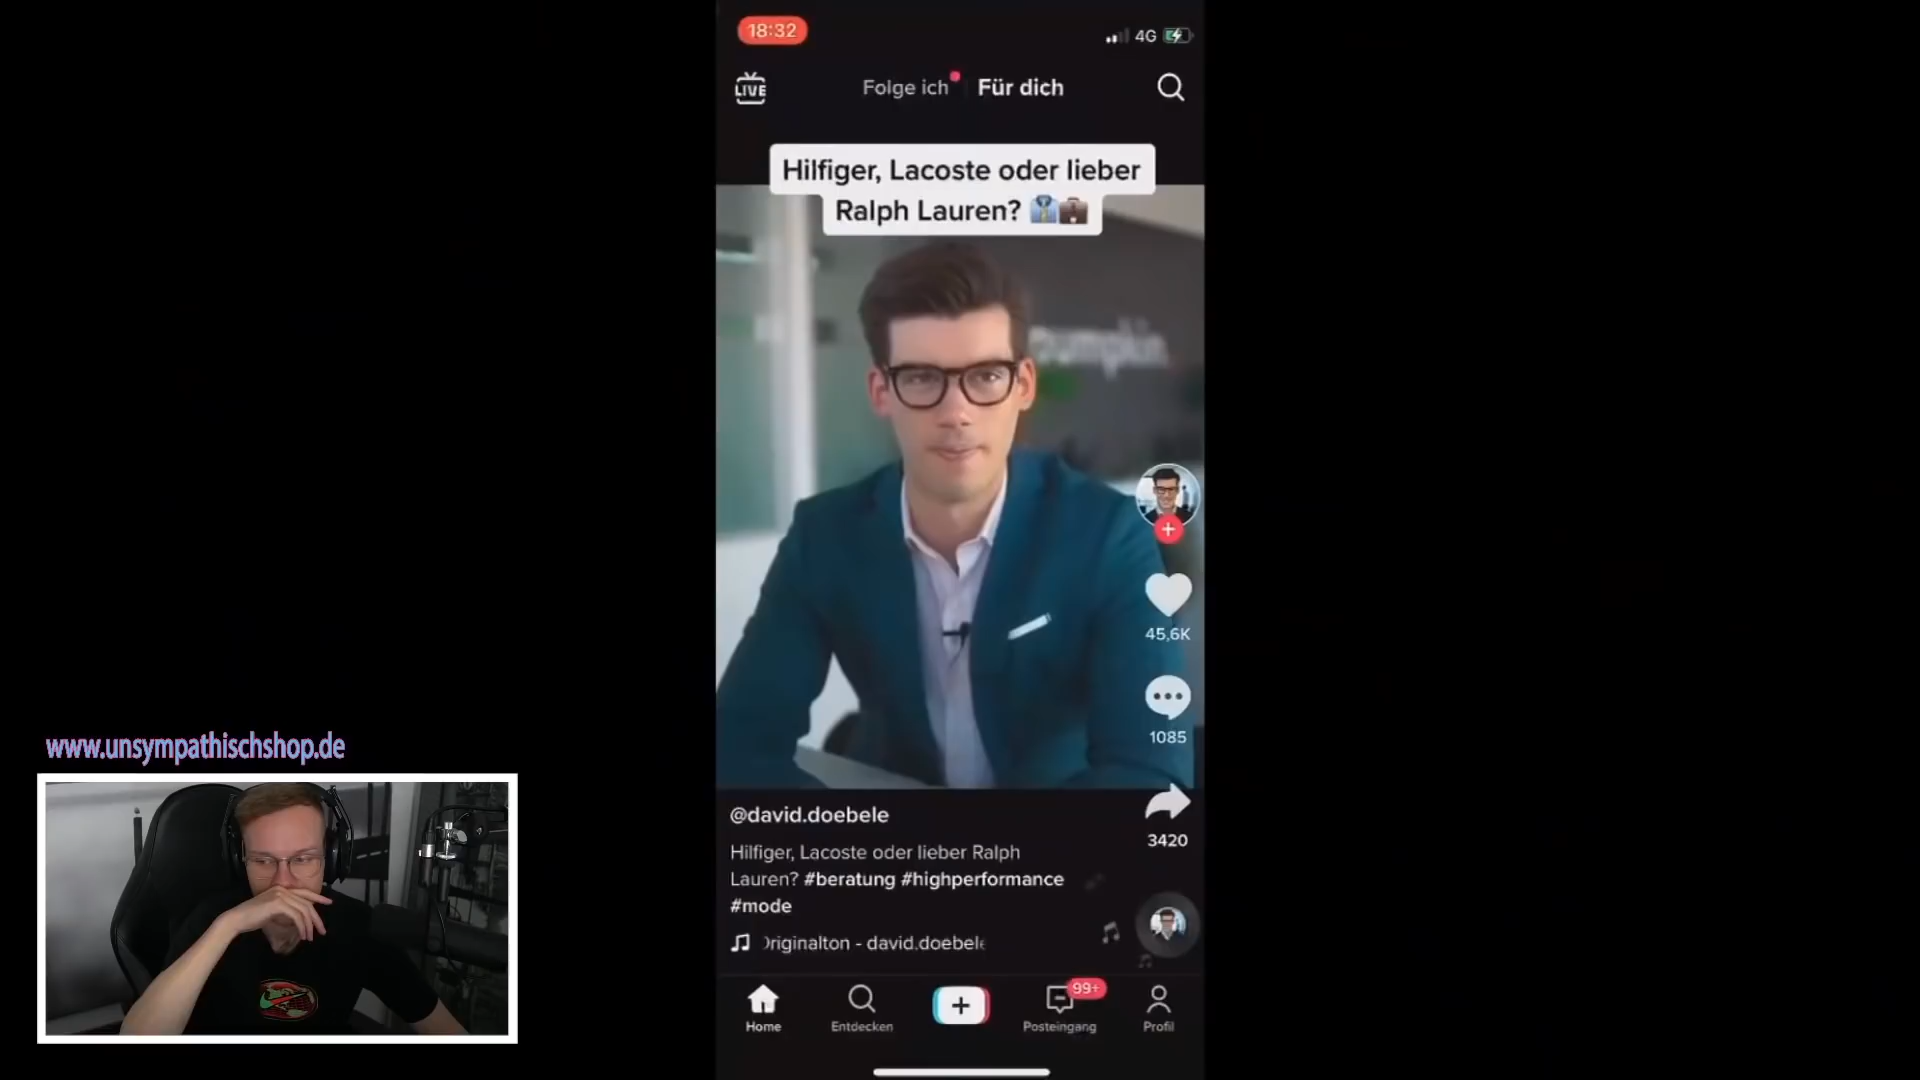 18:32
4G
LIVE
Folge ich
Für dich
Hilfiger, Lacoste oder lieber
Ralph Lauren? 👔💼
pumpkin
45,6K
1085
3420
@david.doebele
Hilfiger, Lacoste oder lieber Ralph
Lauren? #beratung #highperformance
#mode
Originalton - david.doebele
99+
Home
Entdecken
Posteingang
Profil
www.unsympathischshop.de